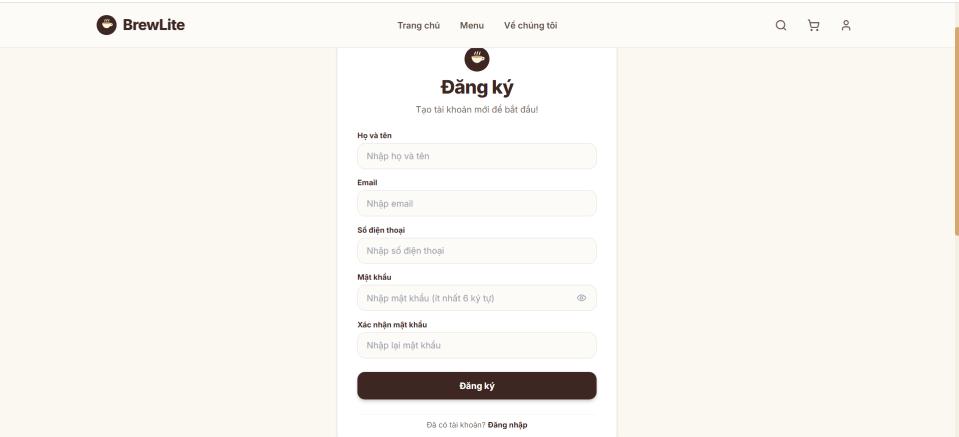 BrewLite
Trang chủ Menu Về chúng tôi
Đăng ký
Tạo tài khoản mới để bắt đầu!
Họ và tên
Nhập họ và tên
Email
Nhập email
Số điện thoại
Nhập số điện thoại
Mật khẩu
Nhập mật khẩu (ít nhất 6 ký tự)
Xác nhận mật khẩu
Nhập lại mật khẩu
Đăng ký
Đã có tài khoản? Đăng nhập